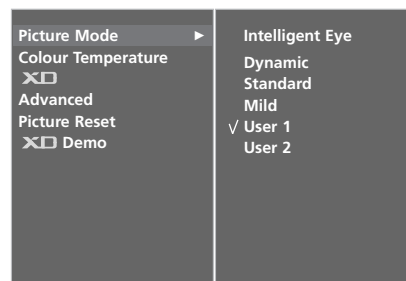 Picture Mode ►
Colour Temperature
XD
Advanced
Picture Reset
XD Demo
Intelligent Eye
Dynamic
Standard
Mild
√ User 1
User 2